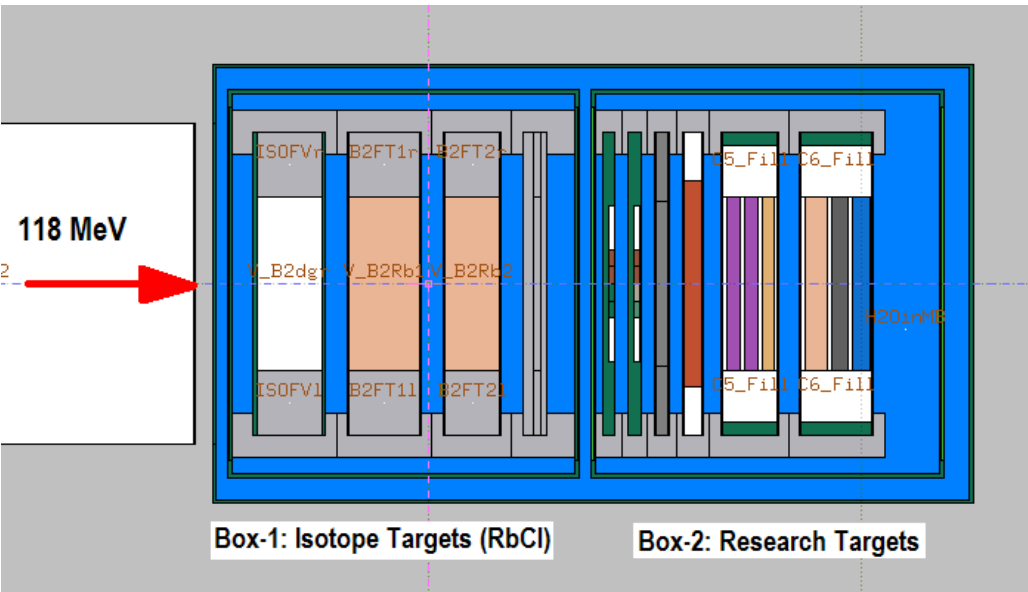 ISOFVr
B2FT1r
B2FT2r
C5_Fill
C6_Fill
118 MeV
2
V_B2dgr
V_B2Rb1
V_B2Rb2
H2OinMB
ISOFVl
B2FT1l
B2FT2l
C5_Fill
C6_Fill
Box-1: Isotope Targets (RbCl)
Box-2: Research Targets